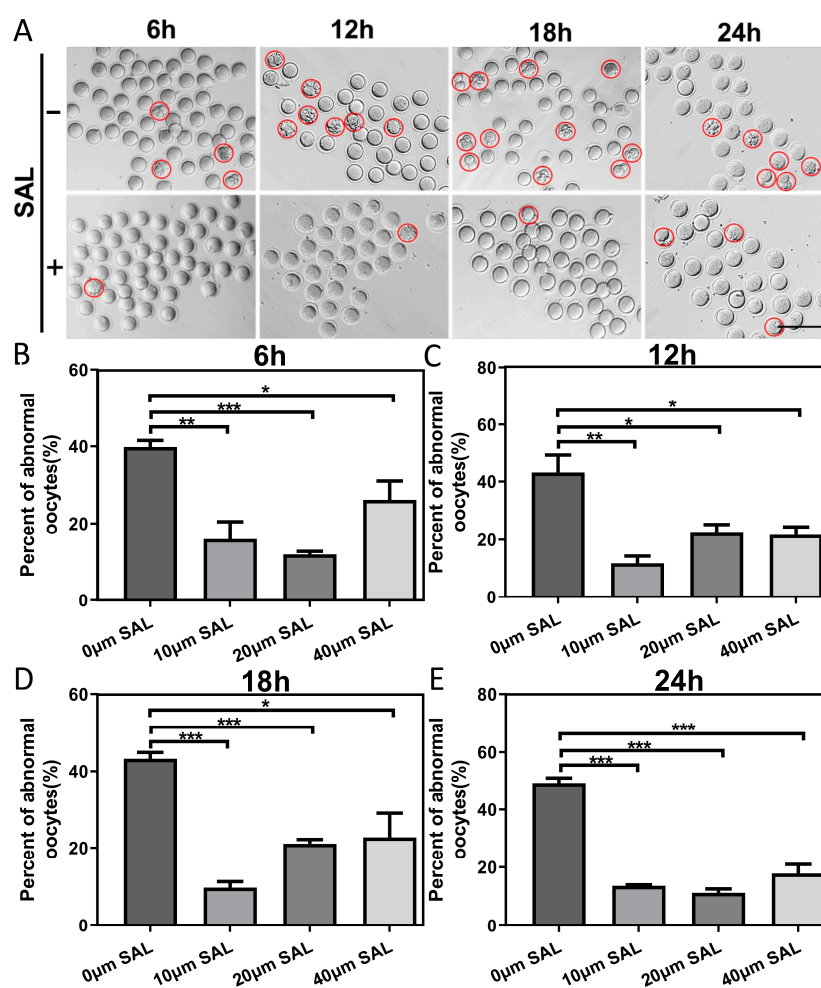 A
6h
12h
18h
24h
SAL
−
+
B
6h
Percent of abnormal
oocytes(%)
60
40
20
0
*
***
**
0μm SAL
10μm SAL
20μm SAL
40μm SAL
C
12h
Percent of abnormal
oocytes(%)
80
60
40
20
0
*
*
**
0μm SAL
10μm SAL
20μm SAL
40μm SAL
D
18h
Percent of abnormal
oocytes(%)
60
40
20
0
*
***
***
0μm SAL
10μm SAL
20μm SAL
40μm SAL
E
24h
Percent of abnormal
oocytes(%)
80
60
40
20
0
***
***
***
0μm SAL
10μm SAL
20μm SAL
40μm SAL